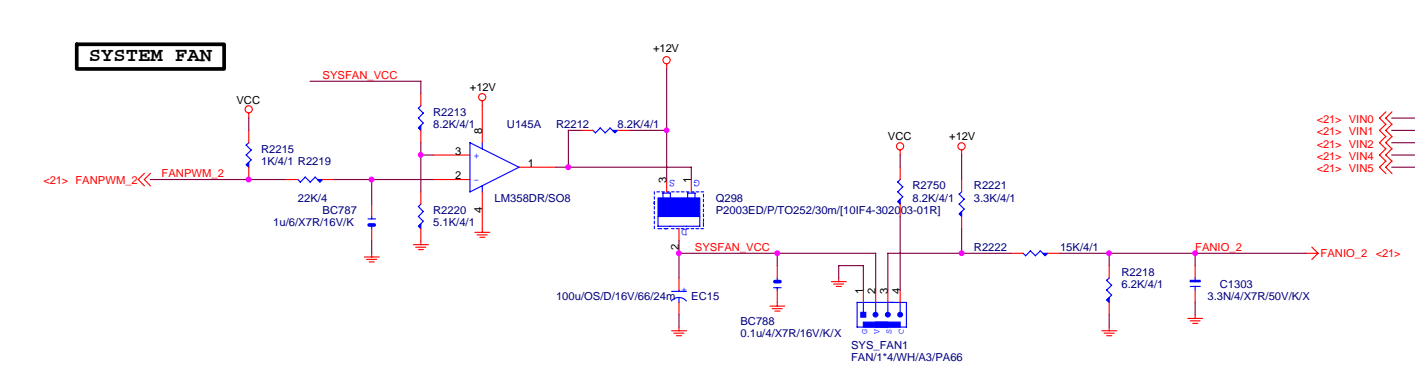 SYSTEM FAN
+12V
SYSFAN_VCC
+12V
VCC
R2213
8.2K/4/1
U145A
R2212
8.2K/4/1
8
<21> VIN0
<21> VIN1
<21> VIN2
<21> VIN4
<21> VIN5
R2215
1K/4/1
R2219
3
+
1
VCC
+12V
<21> FANPWM_2
FANPWM_2
2
-
4
LM358DR/SO8
22K/4
BC787
1u/6/X7R/16V/K
R2220
5.1K/4/1
3
S
1
G
Q298
P2003ED/P/TO252/30m/[10IF4-302003-01R]
D
2
R2750
8.2K/4/1
R2221
3.3K/4/1
SYSFAN_VCC
R2222
15K/4/1
FANIO_2
FANIO_2 <21>
R2218
6.2K/4/1
C1303
3.3N/4/X7R/50V/K/X
100u/OS/D/16V/66/24m
+
EC15
BC788
0.1u/4/X7R/16V/K/X
1
2
3
4
G
V
S
C
SYS_FAN1
FAN/1*4/WH/A3/PA66